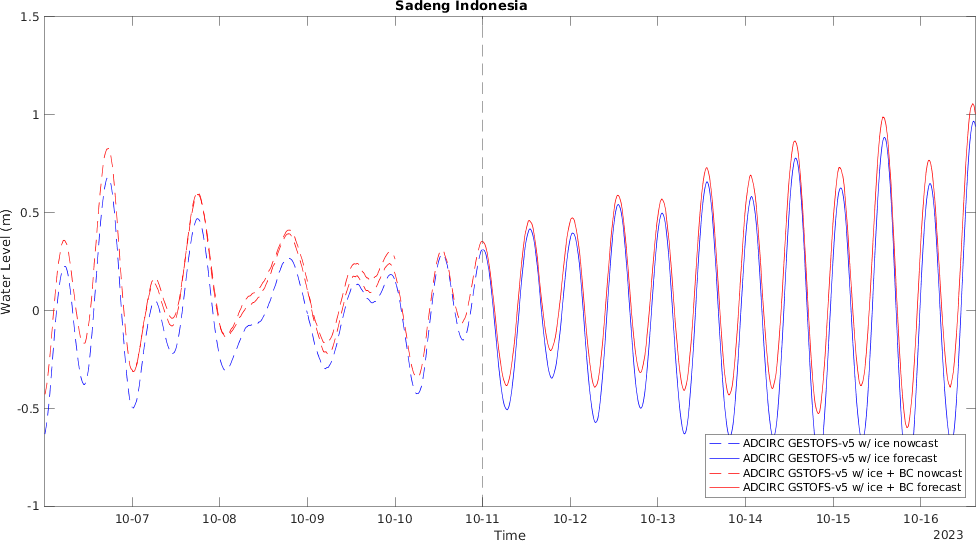 Sadeng Indonesia
1.5
1
0.5
0
-0.5
-1
Water Level (m)
ADCIRC GESTOFS-v5 w/ ice nowcast
ADCIRC GESTOFS-v5 w/ ice forecast
ADCIRC GSTOFS-v5 w/ ice + BC nowcast
ADCIRC GSTOFS-v5 w/ ice + BC forecast
10-07 10-08 10-09 10-10 10-11 10-12 10-13 10-14 10-15 10-16
Time
2023